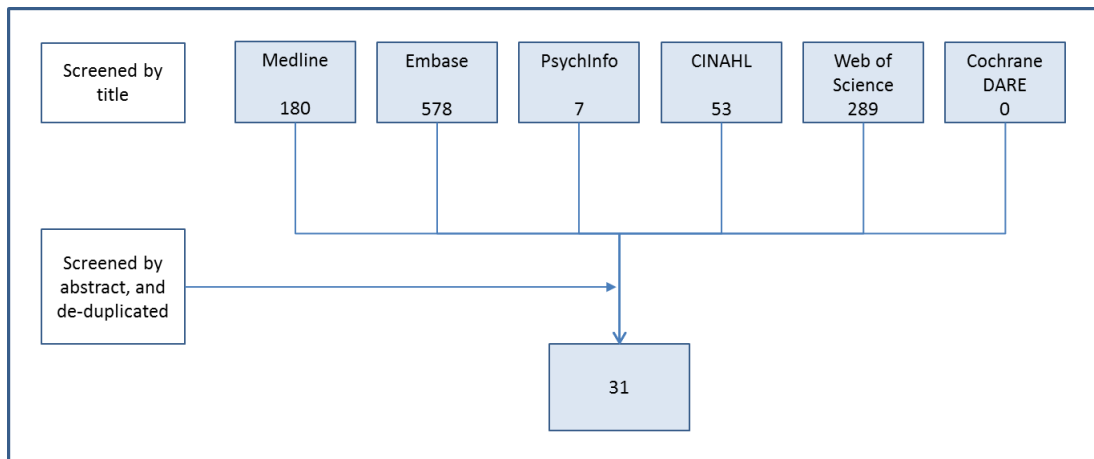 Screened by
title
Medline
180
Embase
578
PsychInfo
7
CINAHL
53
Web of
Science
289
Cochrane
DARE
0
Screened by
abstract, and
de-duplicated
31